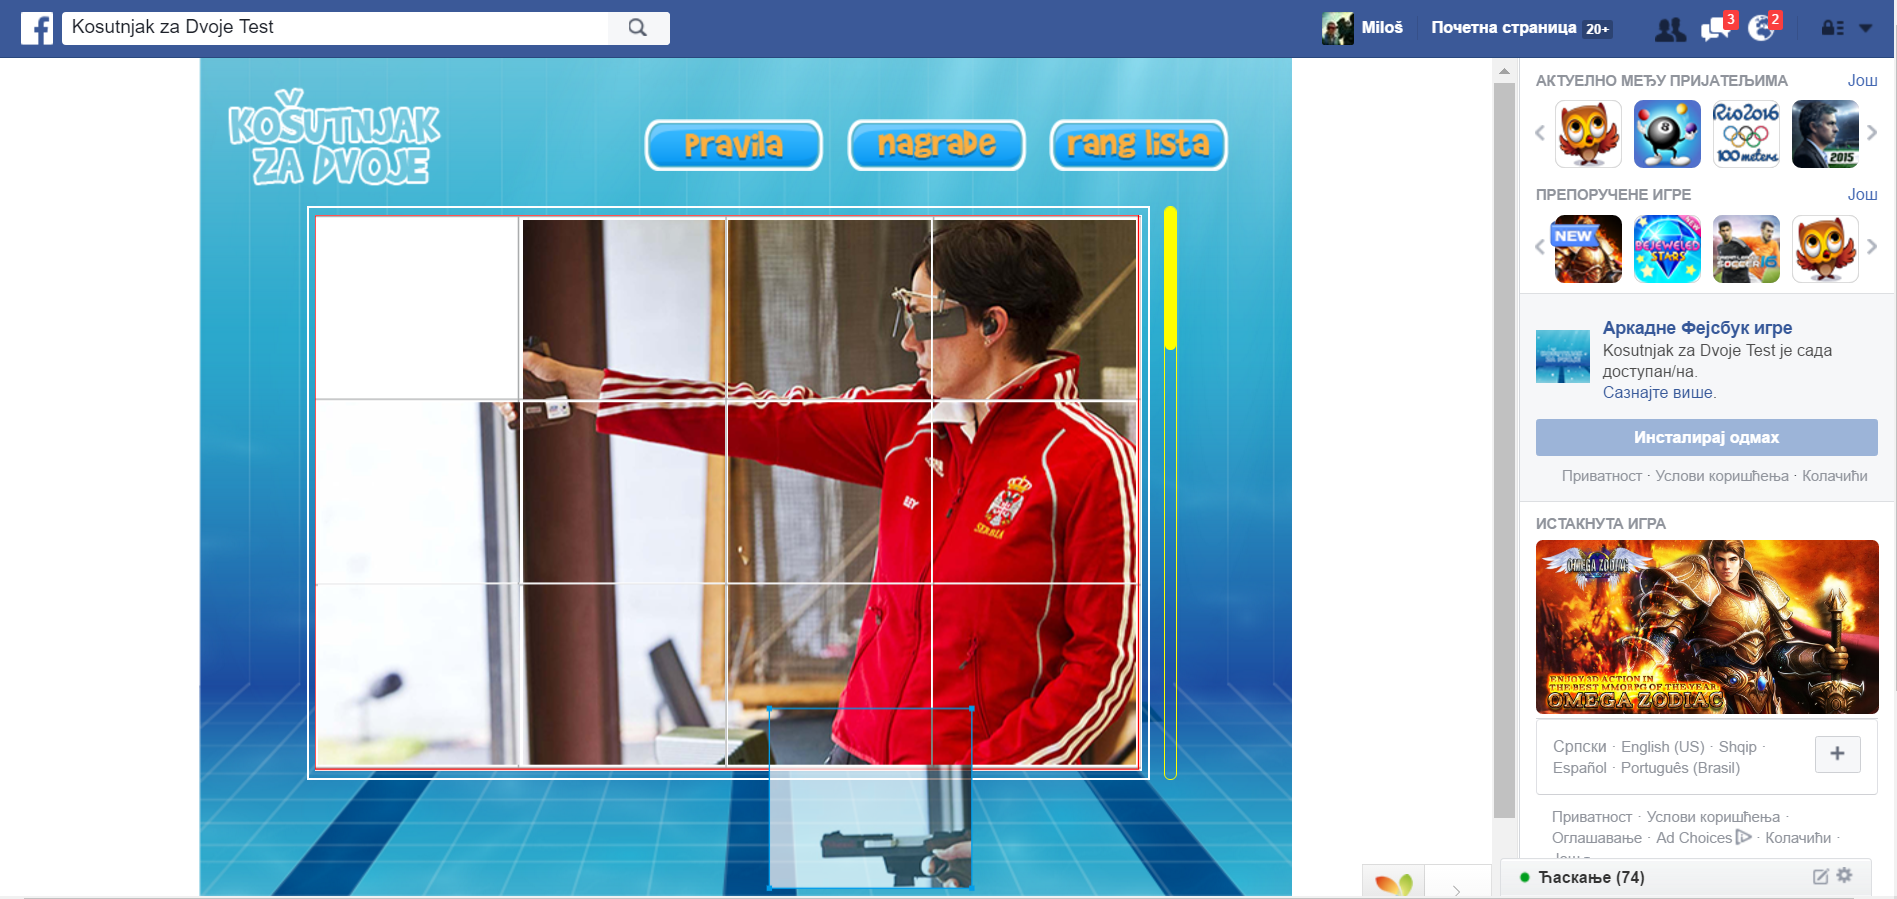 Kosutnjak za Dvoje Test
Miloš
Почетна страница 20+
3
2
KOŠUTNJAK
ZA DVOJE
Pravila
nagrade
rang lista
SERBIA
АКТУЕЛНО МЕЂУ ПРИЈАТЕЉИМА
Још
8
Rio2016
100 meters
2015
ПРЕПОРУЧЕНЕ ИГРЕ
Још
NEW
BEJEWELED
STARS
NEW
SOCCER 16
Аркадне Фејсбук игре
Kosutnjak za Dvoje Test је сада
доступан/на.
Сазнајте више.
Инсталирај одмах
Приватност · Услови коришћења · Колачићи
ИСТАКНУТА ИГРА
OMEGA ZODIAC
ENJOY 3D ACTION IN
THE BEST MMORPG OF THE YEAR
OMEGA ZODIAC
Српски · English (US) · Shqip ·
Español · Português (Brasil)
Приватност · Услови коришћења ·
Оглашавање · Ad Choices · Колачићи ·
Ћаскање (74)